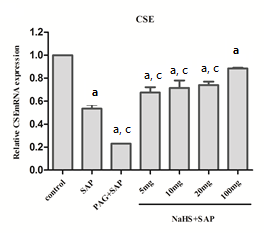 CSE
Relative CSEmRNA expression
1.2
1.0
0.8
0.6
0.4
0.2
0.0
a
a, c
a, c
a, c
a, c
a
control
SAP
PAG+SAP
5mg
10mg
20mg
100mg
NaHS+SAP